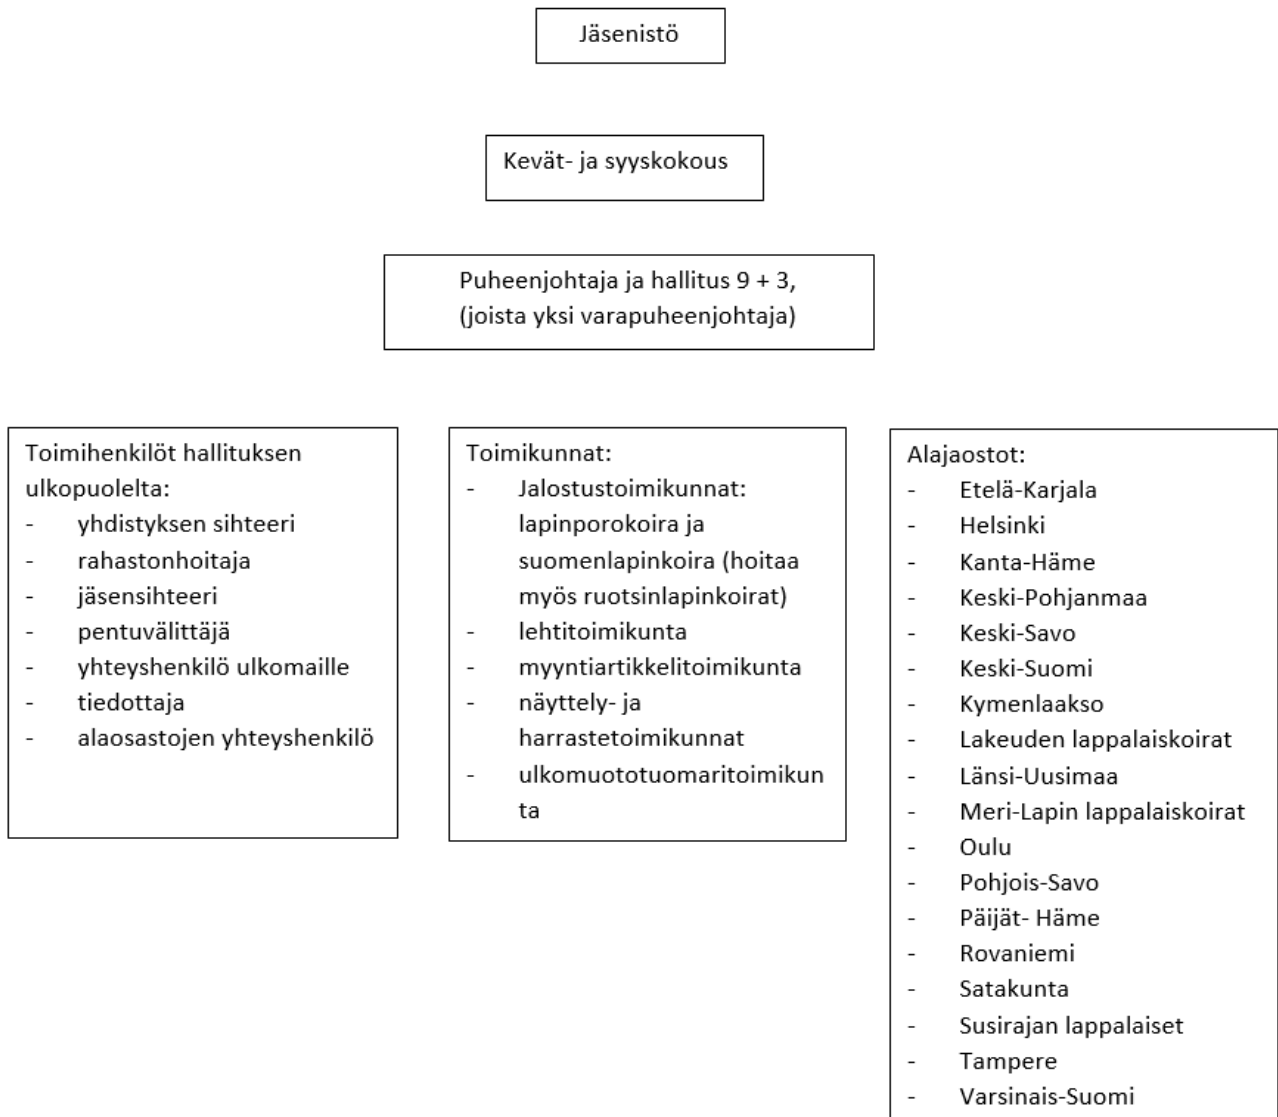 Jäsenistö
Kevät- ja syyskokous
Puheenjohtaja ja hallitus 9 + 3,
(joista yksi varapuheenjohtaja)
Toimihenkilöt hallituksen
ulkopuolelta:
- yhdistyksen sihteeri
- rahastonhoitaja
- jäsensihteeri
- pentuvälittäjä
- yhteyshenkilö ulkomaille
- tiedottaja
- alaosastojen yhteyshenkilö
Toimikunnat:
- Jalostustoimikunnat:
lapinporokoira ja
suomenlapinkoira (hoitaa
myös ruotsinlapinkoirat)
- lehtitoimikunta
- myyntiartikkelitoimikunta
- näyttely- ja
harrastetoimikunnat
- ulkomuototuomaritoimikun
ta
Alajaostot:
- Etelä-Karjala
- Helsinki
- Kanta-Häme
- Keski-Pohjanmaa
- Keski-Savo
- Keski-Suomi
- Kymenlaakso
- Lakeuden lappalaiskoirat
- Länsi-Uusimaa
- Meri-Lapin lappalaiskoirat
- Oulu
- Pohjois-Savo
- Päijät- Häme
- Rovaniemi
- Satakunta
- Susirajan lappalaiset
- Tampere
- Varsinais-Suomi